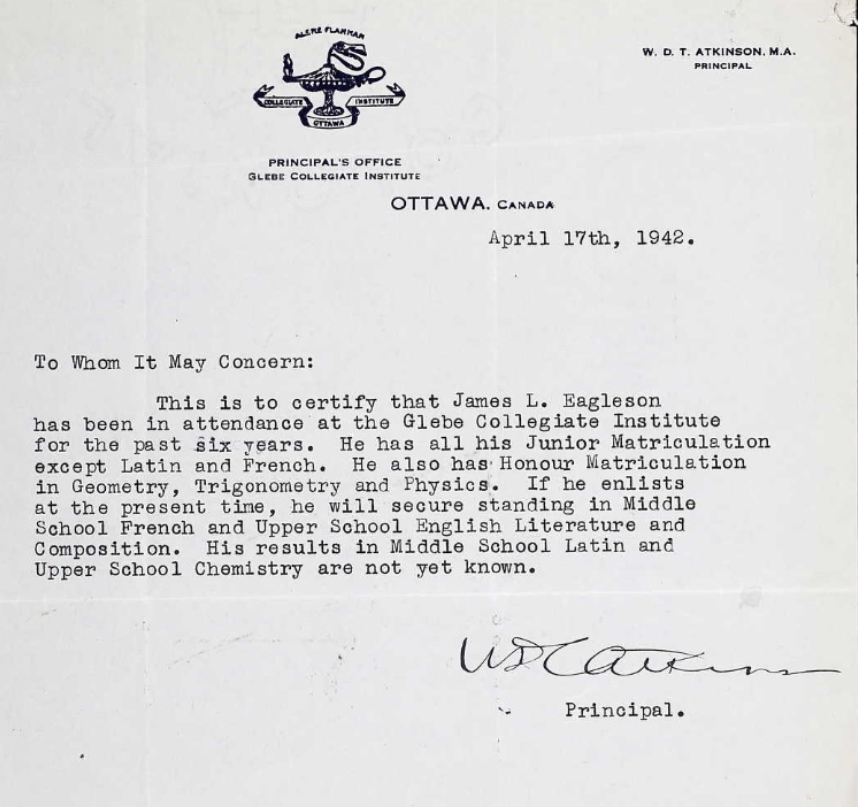 ALERE FLAMMAM
COLLEGIATE INSTITUTE
OTTAWA
W. D. T. ATKINSON, M.A.
PRINCIPAL
PRINCIPAL'S OFFICE
GLEBE COLLEGIATE INSTITUTE
OTTAWA, CANADA
April 17th, 1942.
To Whom It May Concern:
This is to certify that James L. Eagleson
has been in attendance at the Glebe Collegiate Institute
for the past six years. He has all his Junior Matriculation
except Latin and French. He also has Honour Matriculation
in Geometry, Trigonometry and Physics. If he enlists
at the present time, he will secure standing in Middle
School French and Upper School English Literature and
Composition. His results in Middle School Latin and
Upper School Chemistry are not yet known.
WDT Atkinson
Principal.